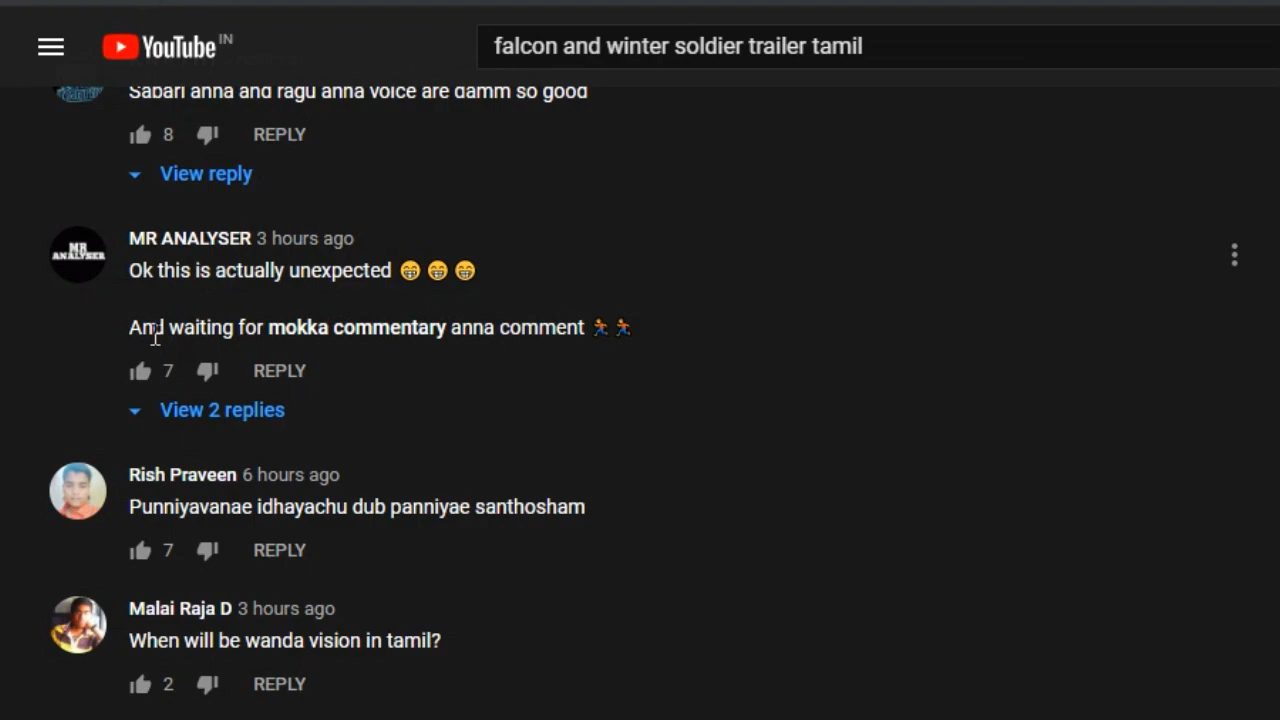 YouTube IN
falcon and winter soldier trailer tamil
Sabari anna and ragu anna voice are damm so good
8 REPLY
View reply
MR ANALYSER
MR ANALYSER 3 hours ago
Ok this is actually unexpected 😁 😁 😁
And waiting for mokka commentary anna comment 🏃 🏃
7 REPLY
View 2 replies
Rish Praveen 6 hours ago
Punniyavanae idhayachu dub panniyae santhosham
7 REPLY
Malai Raja D 3 hours ago
When will be wanda vision in tamil?
2 REPLY